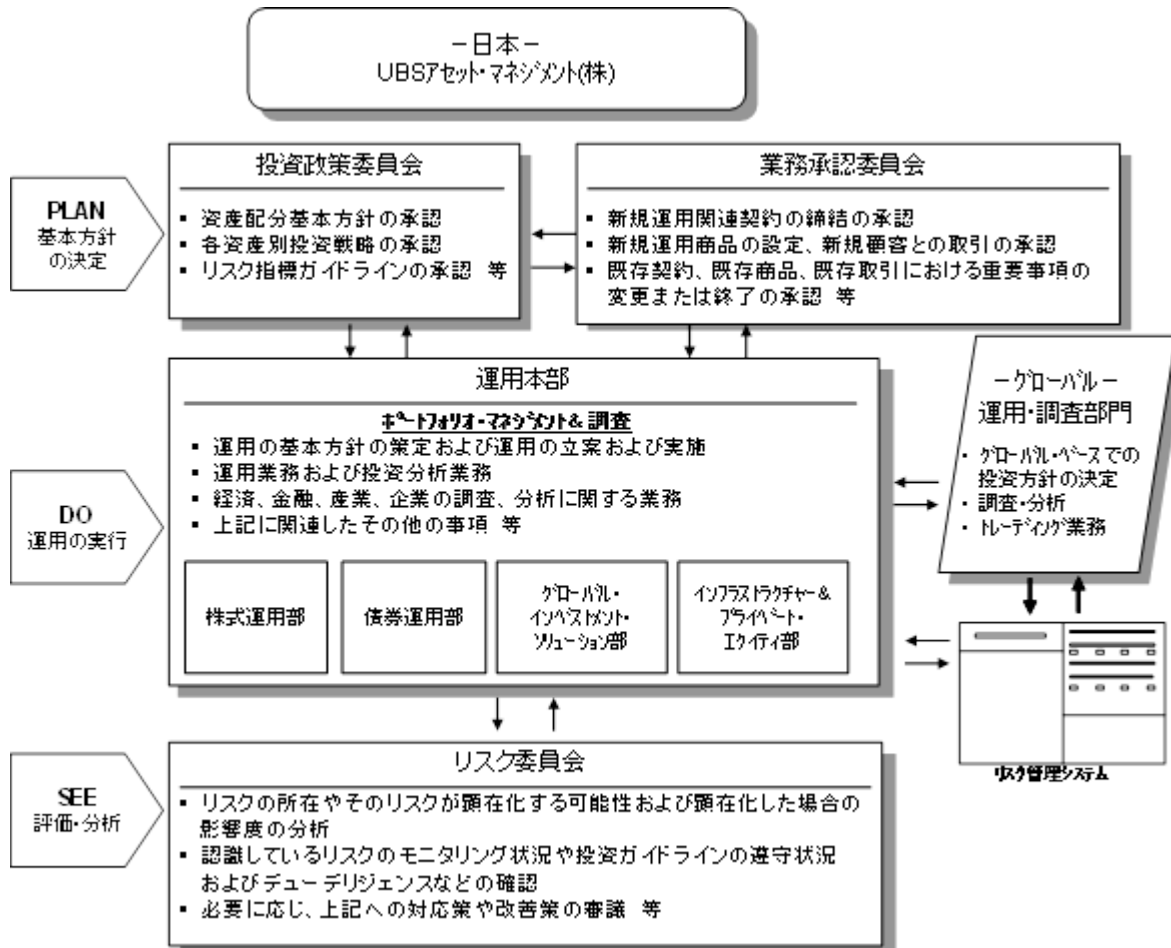 －日本－
UBSｱｾｯﾄ･ﾏﾈｼﾞﾒﾝﾄ(株)
PLAN
基本方針
の決定
投資政策委員会
▪ 資産配分基本方針の承認
▪ 各資産別投資戦略の承認
▪ リスク指標ガイドラインの承認 等
業務承認委員会
▪ 新規運用関連契約の締結の承認
▪ 新規運用商品の設定、新規顧客との取引の承認
▪ 既存契約、既存商品、既存取引における重要事項の
変更または終了の承認 等
DO
運用の実行
運用本部
ﾎﾟｰﾄﾌｫﾘｵ･ﾏﾈｼﾞﾒﾝﾄ& 調査
▪ 運用の基本方針の策定および運用の立案および実施
▪ 運用業務および投資分析業務
▪ 経済、金融、産業、企業の調査、分析に関する業務
▪ 上記に関連したその他の事項 等
株式運用部
債券運用部
ｸﾞﾛｰﾊﾞﾙ･
ｲﾝﾍﾞｽﾄﾒﾝﾄ･
ｿﾘｭｰｼｮﾝ部
ｲﾝﾌﾗｽﾄﾗｸﾁｬｰ&
ﾌﾟﾗｲﾍﾞｰﾄ･
ｴｸｲﾃｨ部
－ｸﾞﾛｰﾊﾞﾙ－
運用･調査部門
▪ ｸﾞﾛｰﾊﾞﾙ･ﾍﾞｰｽでの
投資方針の決定
▪ 調査･分析
▪ ﾄﾚｰﾃﾞｨﾝｸﾞ業務
ﾘｽｸ管理ｼｽﾃﾑ
SEE
評価･分析
リスク委員会
▪ リスクの所在やそのリスクが顕在化する可能性および顕在化した場合の
影響度の分析
▪ 認識しているリスクのモニタリング状況や投資ガイドラインの遵守状況
およびデューデリジェンスなどの確認
▪ 必要に応じ、上記への対応策や改善策の審議 等